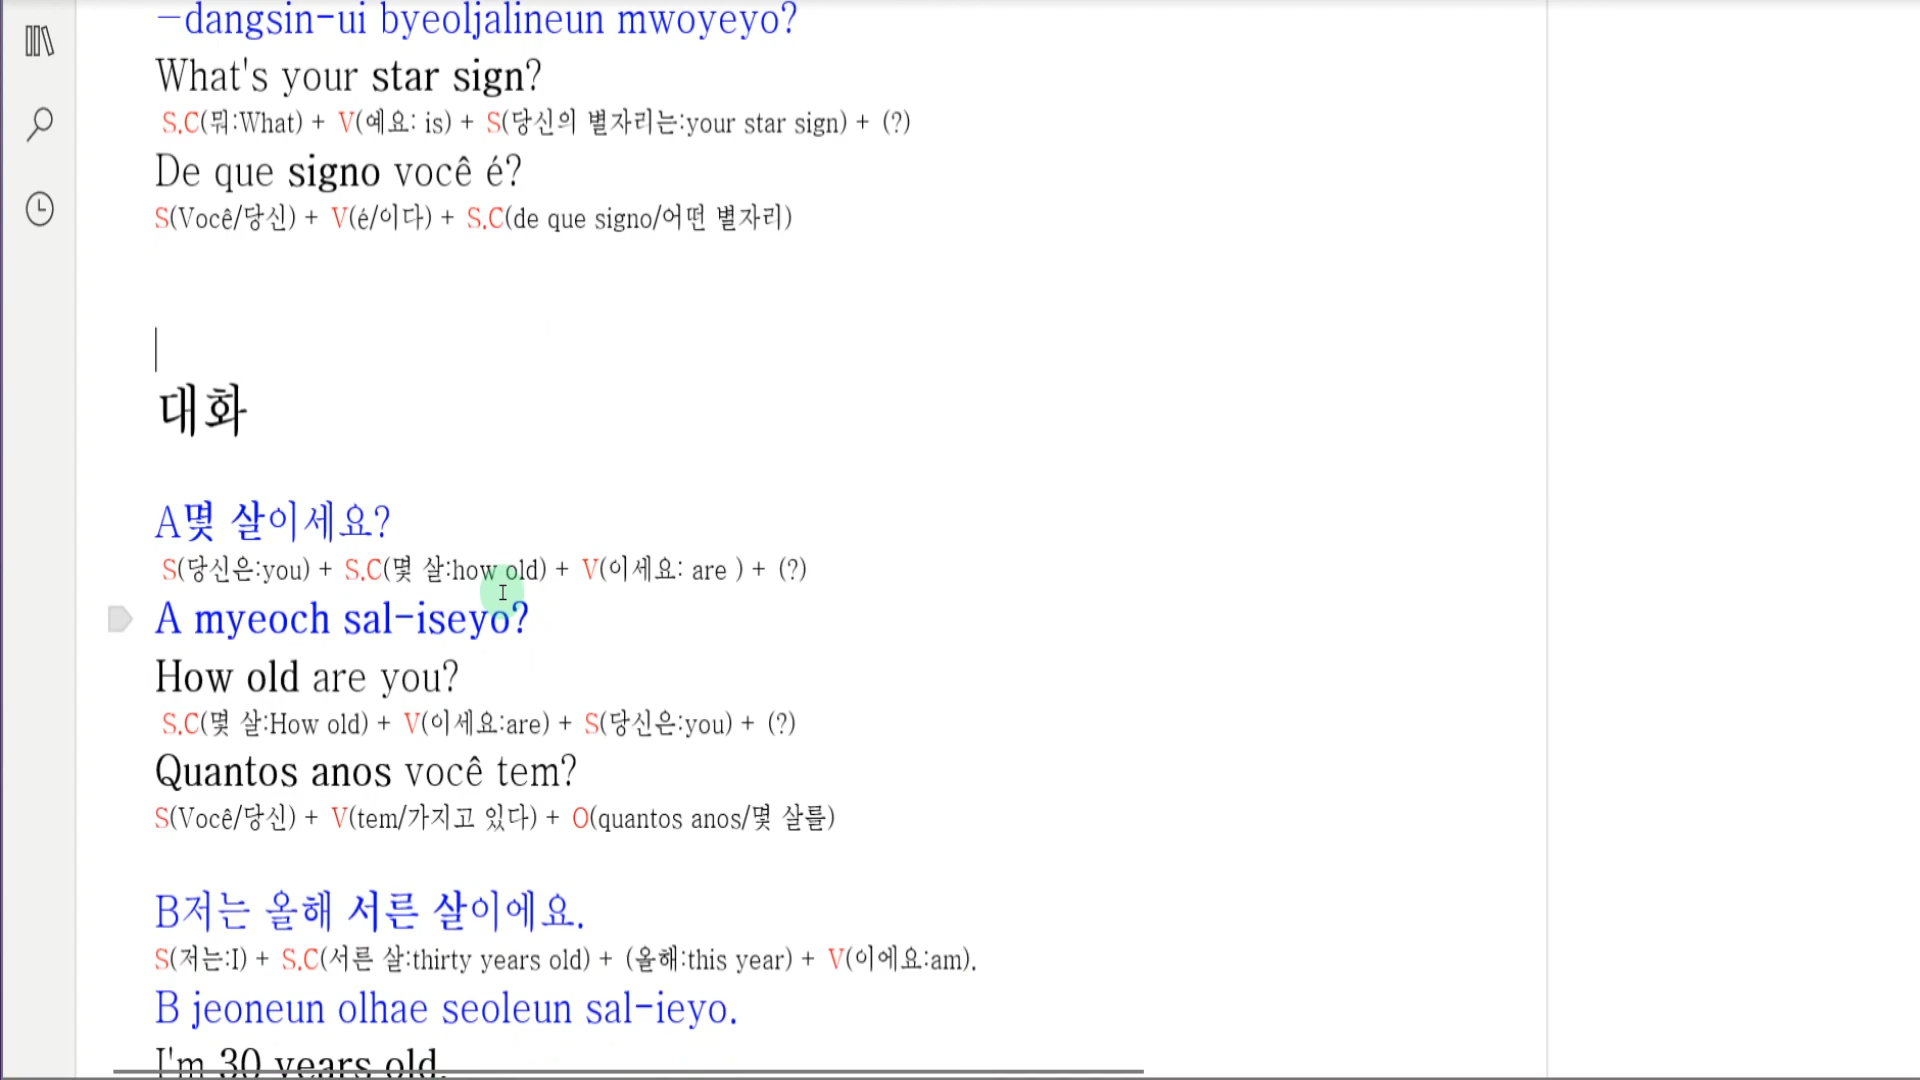 -dangsin-ui byeoljalineun mwoyeyo?
What's your star sign?
S.C(뭐:What) + V(예요: is) + S(당신의 별자리는:your star sign) + (?)
De que signo você é?
S(Você/당신) + V(é/이다) + S.C(de que signo/어떤 별자리)
대화
A몇 살이세요?
S(당신은:you) + S.C(몇 살:how old) + V(이세요: are ) + (?)
A myeoch sal-iseyo?
How old are you?
S.C(몇 살:How old) + V(이세요:are) + S(당신은:you) + (?)
Quantos anos você tem?
S(Você/당신) + V(tem/가지고 있다) + O(quantos anos/몇 살를)
B저는 올해 서른 살이에요.
S(저는:I) + S.C(서른 살:thirty years old) + (올해:this year) + V(이에요:am).
B jeoneun olhae seoleun sal-ieyo.
I'm 30 years old.